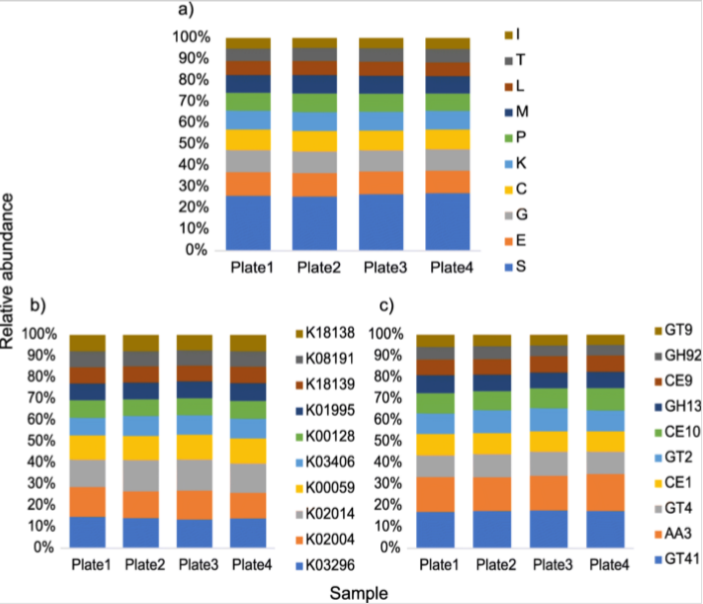 a)
100%
90%
80%
70%
60%
50%
40%
30%
20%
10%
0%
Plate1 Plate2 Plate3 Plate4
I
T
L
M
P
K
C
G
E
S
Relative abundance
b)
100%
90%
80%
70%
60%
50%
40%
30%
20%
10%
0%
Plate1 Plate2 Plate3 Plate4
K18138
K08191
K18139
K01995
K00128
K03406
K00059
K02014
K02004
K03296
c)
100%
90%
80%
70%
60%
50%
40%
30%
20%
10%
0%
Plate1 Plate2 Plate3 Plate4
GT9
GH92
CE9
GH13
CE10
GT2
CE1
GT4
AA3
GT41
Sample